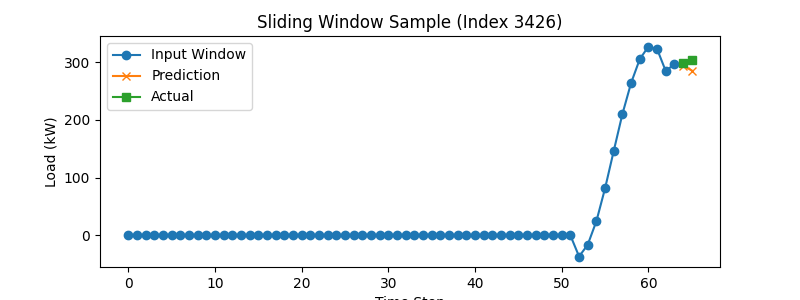 Sliding Window Sample (Index 3426)
Input Window
Prediction
Actual
Load (kW)
300
200
100
0
0
10
20
30
40
50
60
Time Step